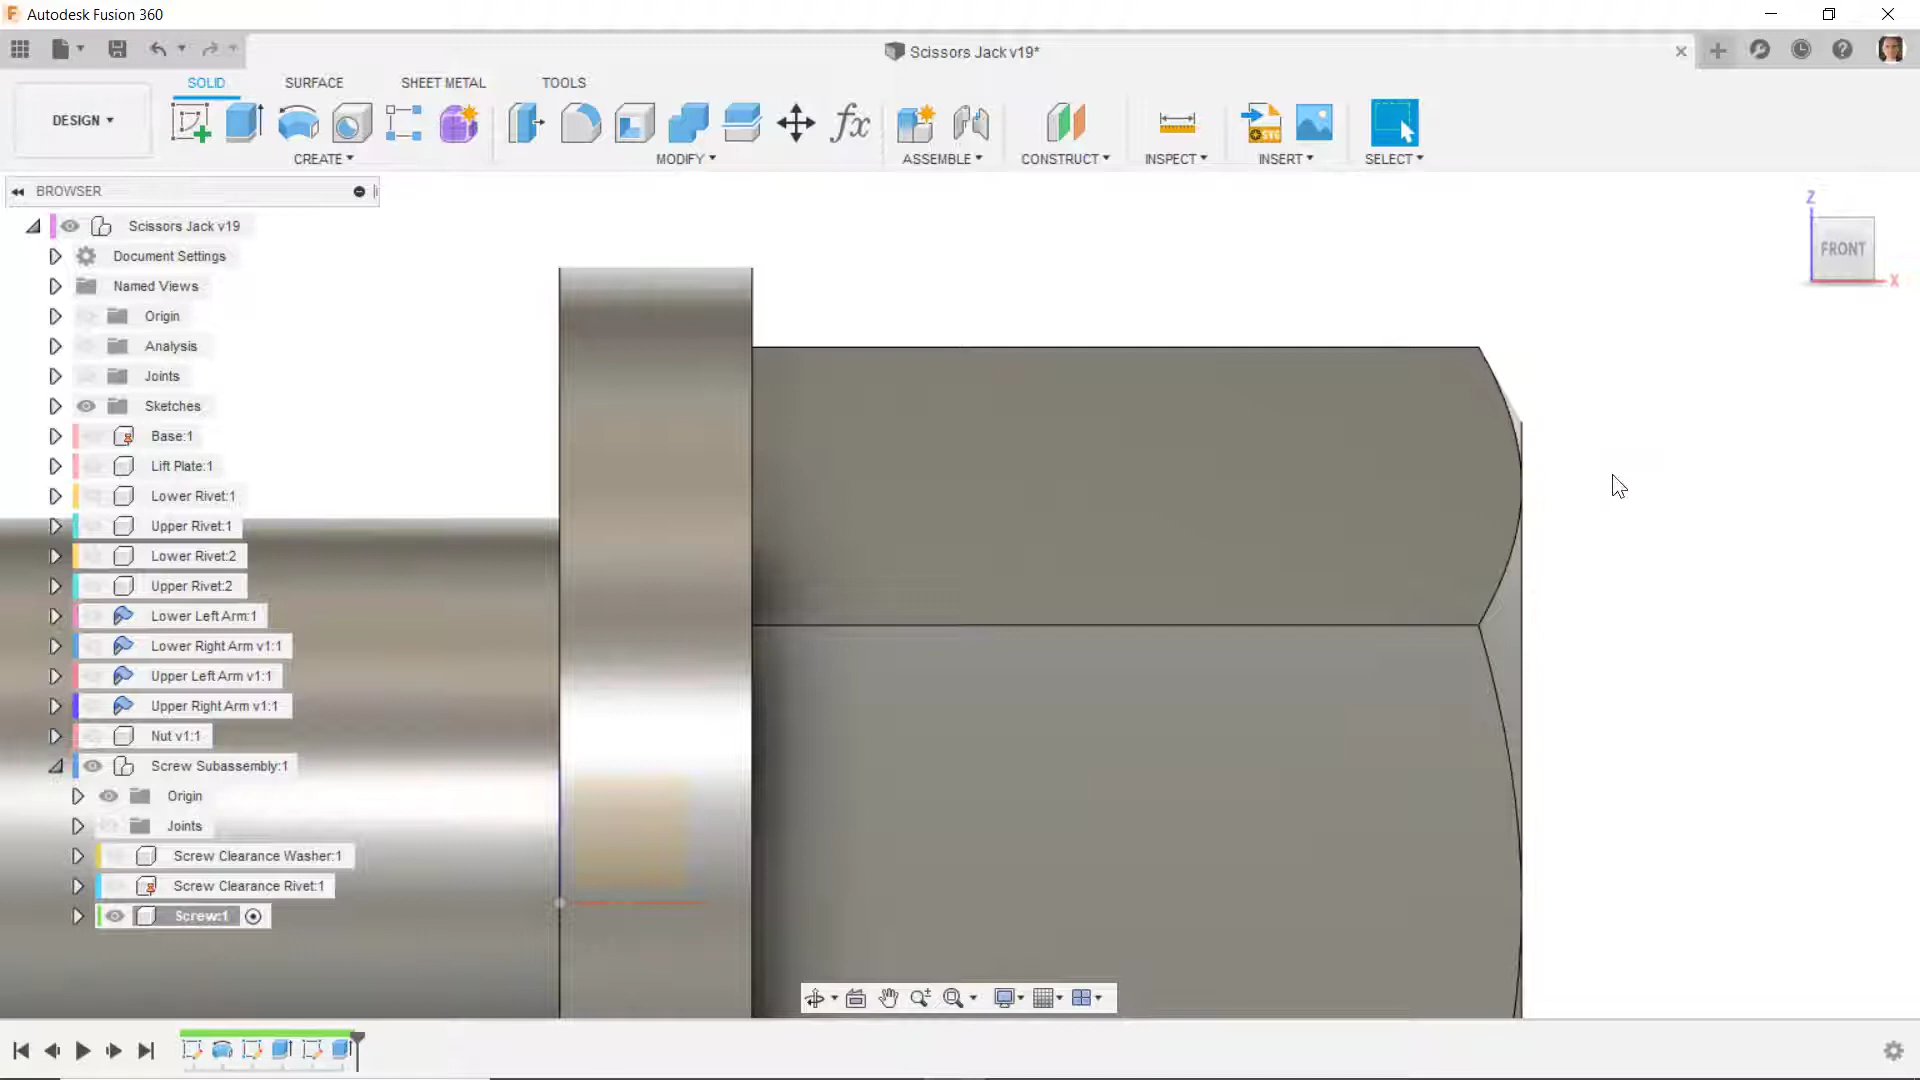 Autodesk Fusion 360
Scissors Jack v19*
SOLID
SURFACE
SHEET METAL
TOOLS
DESIGN
fx
SVG
CREATE
MODIFY
ASSEMBLE
CONSTRUCT
INSPECT
INSERT
SELECT
BROWSER
Scissors Jack v19
Document Settings
Named Views
Origin
Analysis
Joints
Sketches
Base:1
Lift Plate:1
Lower Rivet:1
Upper Rivet:1
Lower Rivet:2
Upper Rivet:2
Lower Left Arm:1
Lower Right Arm v1:1
Upper Left Arm v1:1
Upper Right Arm v1:1
Nut v1:1
Screw Subassembly:1
Origin
Joints
Screw Clearance Washer:1
Screw Clearance Rivet:1
Screw:1
Z
FRONT
X